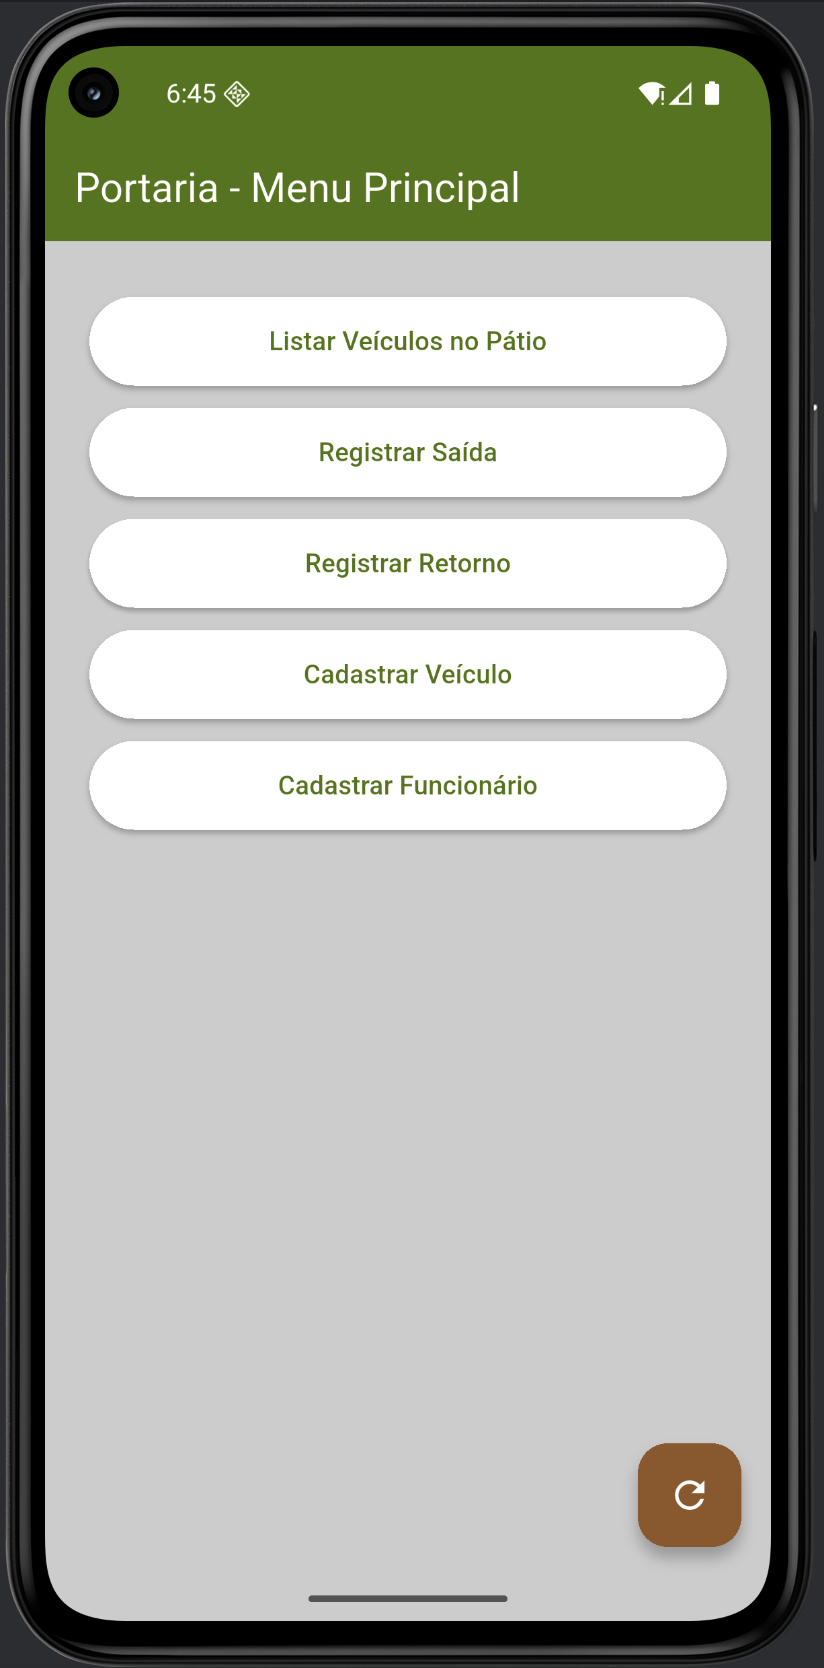 6:45
Portaria - Menu Principal
Listar Veículos no Pátio
Registrar Saída
Registrar Retorno
Cadastrar Veículo
Cadastrar Funcionário